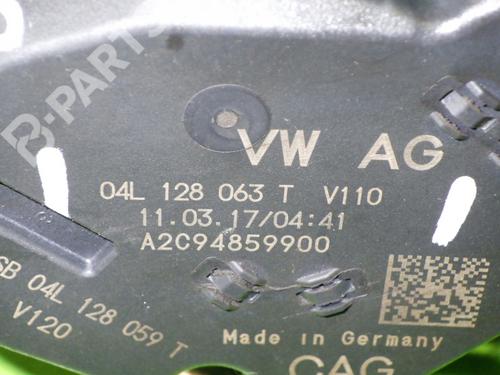 B-PARTS
VW AG
04L 128 063 T V110
11.03.17/04:41
A2C94859900
SB 04L 128 059 T
V120
Made in Germany
CAG